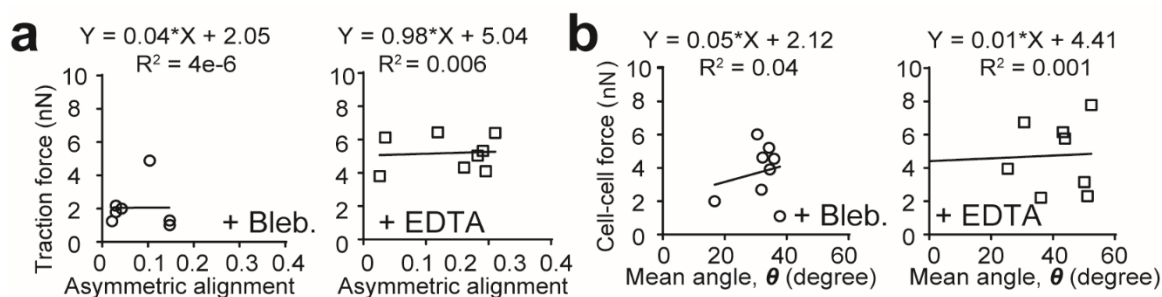 a
Y = 0.04*X + 2.05
R² = 4e-6
Traction force (nN)
10
8
6
4
2
0
+ Bleb.
0 0.1 0.2 0.3 0.4
Asymmetric alignment
Y = 0.98*X + 5.04
R² = 0.006
10
8
6
4
2
0
+ EDTA
0 0.1 0.2 0.3 0.4
Asymmetric alignment
b
Y = 0.05*X + 2.12
R² = 0.04
Cell-cell force (nN)
10
8
6
4
2
0
+ Bleb.
0 20 40 60
Mean angle, θ (degree)
Y = 0.01*X + 4.41
R² = 0.001
10
8
6
4
2
0
+ EDTA
0 20 40 60
Mean angle, θ (degree)